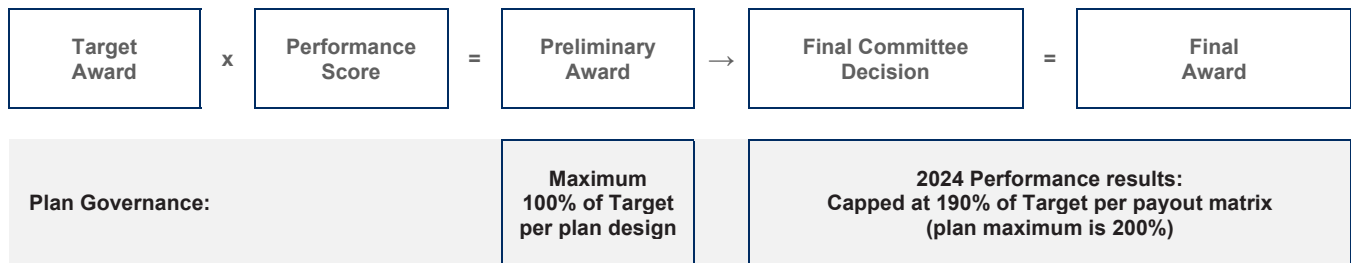 Target
Award
x
Performance
Score
=
Preliminary
Award
→
Final Committee
Decision
=
Final
Award
Plan Governance:
Maximum
100% of Target
per plan design
2024 Performance results:
Capped at 190% of Target per payout matrix
(plan maximum is 200%)